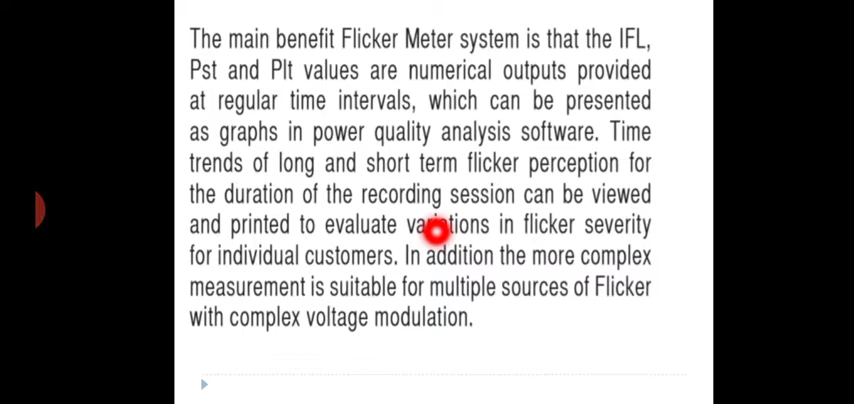 The main benefit Flicker Meter system is that the IFL,
Pst and Plt values are numerical outputs provided
at regular time intervals, which can be presented
as graphs in power quality analysis software. Time
trends of long and short term flicker perception for
the duration of the recording session can be viewed
and printed to evaluate variations in flicker severity
for individual customers. In addition the more complex
measurement is suitable for multiple sources of Flicker
with complex voltage modulation.